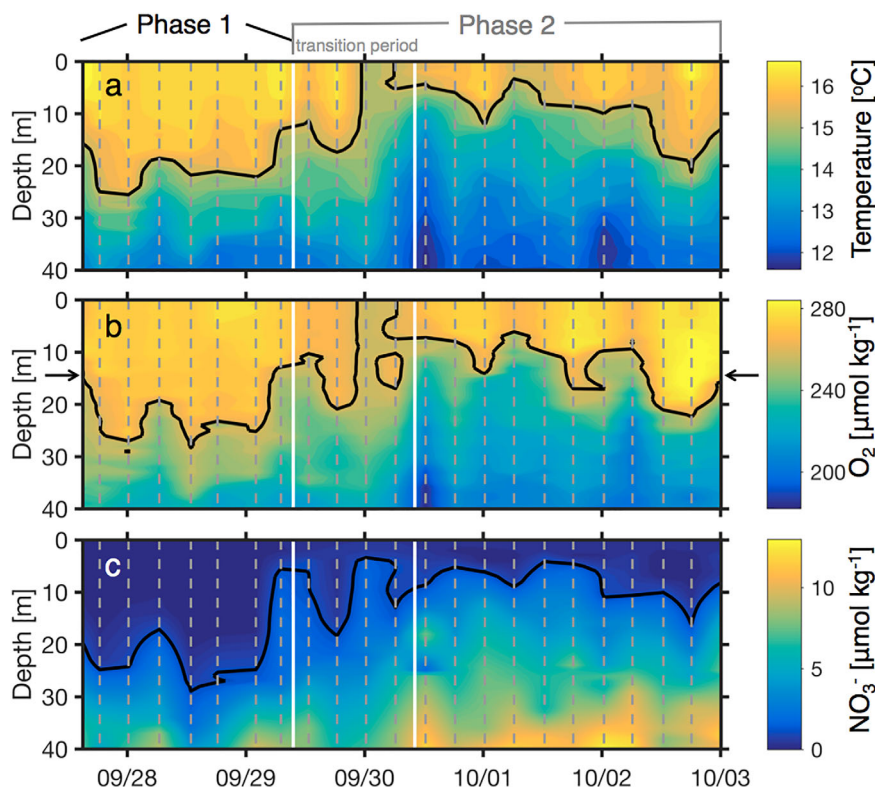 Phase 1
Phase 2
transition period
a
0
10
20
30
40
Depth [m]
16
15
14
13
12
Temperature [ºC]
b
0
10
20
30
40
Depth [m]
280
240
200
O2 [µmol kg-1]
c
0
10
20
30
40
Depth [m]
10
5
0
NO3- [µmol kg-1]
09/28 09/29 09/30 10/01 10/02 10/03